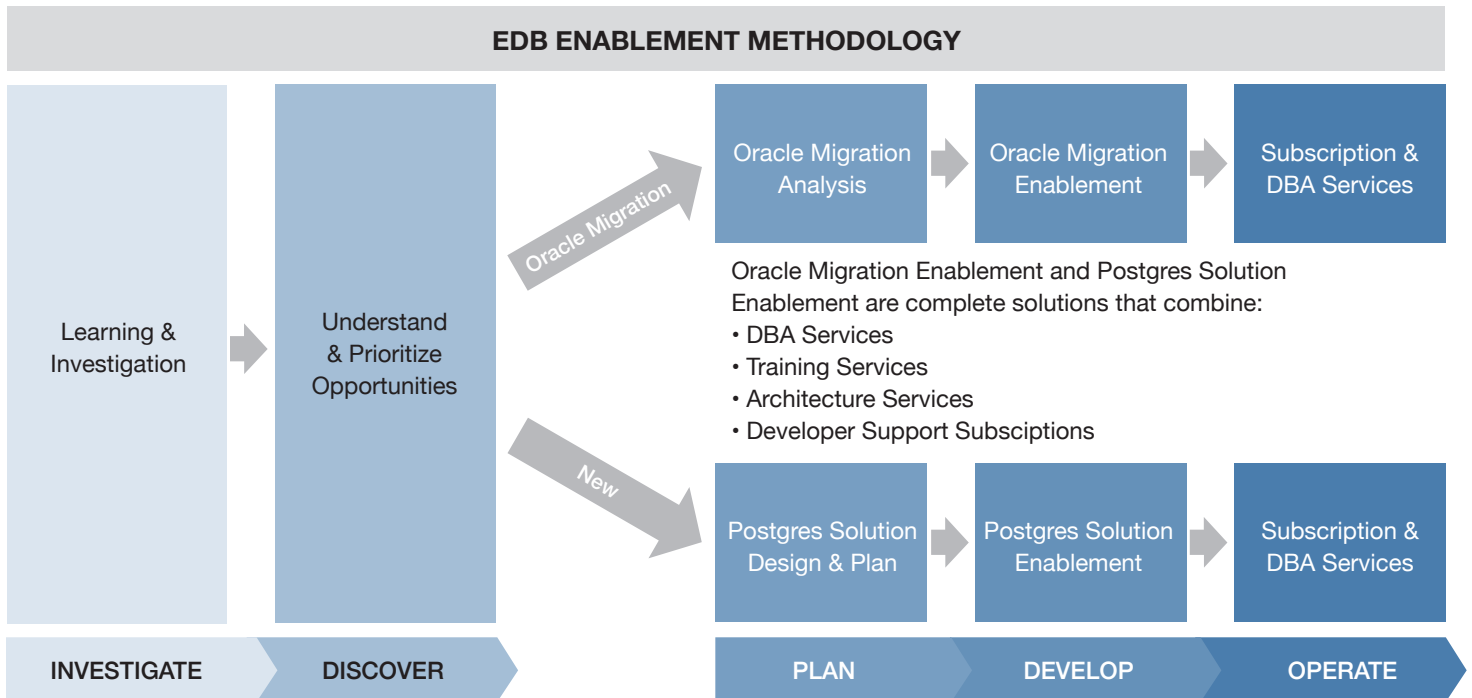 EDB ENABLEMENT METHODOLOGY
Learning &
Investigation
Understand
& Prioritize
Opportunities
Oracle Migration
New
Oracle Migration
Analysis
Oracle Migration
Enablement
Subscription &
DBA Services
Oracle Migration Enablement and Postgres Solution
Enablement are complete solutions that combine:
• DBA Services
• Training Services
• Architecture Services
• Developer Support Subsciptions
Postgres Solution
Design & Plan
Postgres Solution
Enablement
Subscription &
DBA Services
INVESTIGATE
DISCOVER
PLAN
DEVELOP
OPERATE